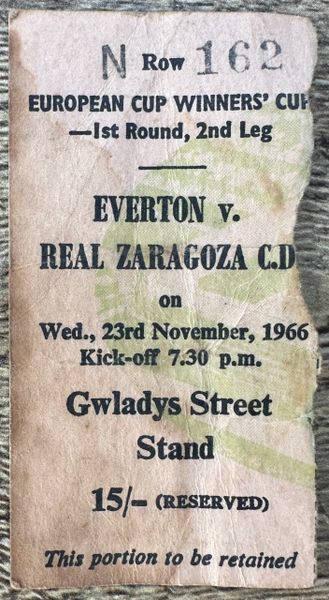 N Row 162
EUROPEAN CUP WINNERS' CUP
—1st Round, 2nd Leg
EVERTON v.
REAL ZARAGOZA C.D
on
Wed., 23rd November, 1966
Kick-off 7.30 p.m.
Gwladys Street
Stand
15/- (RESERVED)
This portion to be retained